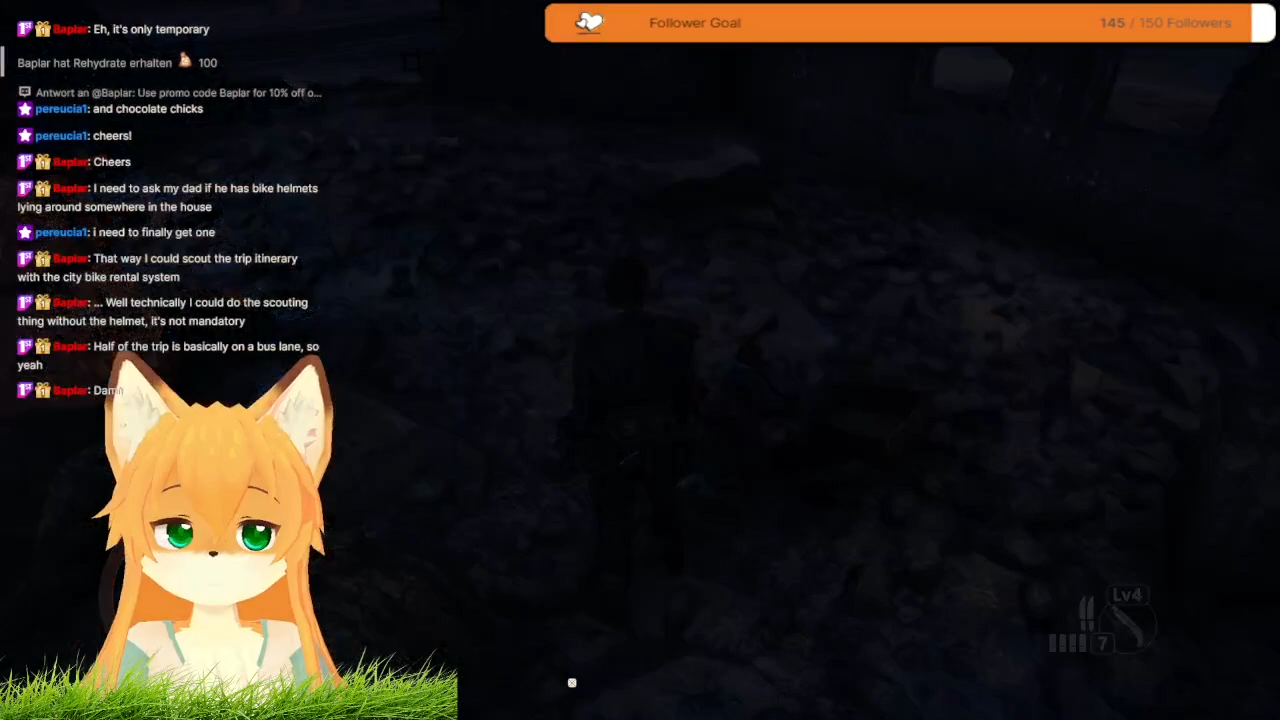 Follower Goal
145 / 150 Followers
Baplar: Eh, it's only temporary
Baplar hat Rehydrate erhalten 100
Antwort an @Baplar: Use promo code Baplar for 10% off o...
pereucia1: and chocolate chicks
pereucia1: cheers!
Baplar: Cheers
Baplar: I need to ask my dad if he has bike helmets
lying around somewhere in the house
pereucia1: i need to finally get one
Baplar: That way I could scout the trip itinerary
with the city bike rental system
Baplar: ... Well technically I could do the scouting
thing without the helmet, it's not mandatory
Baplar: Half of the trip is basically on a bus lane, so
yeah
Baplar: Damn
Lv4
7